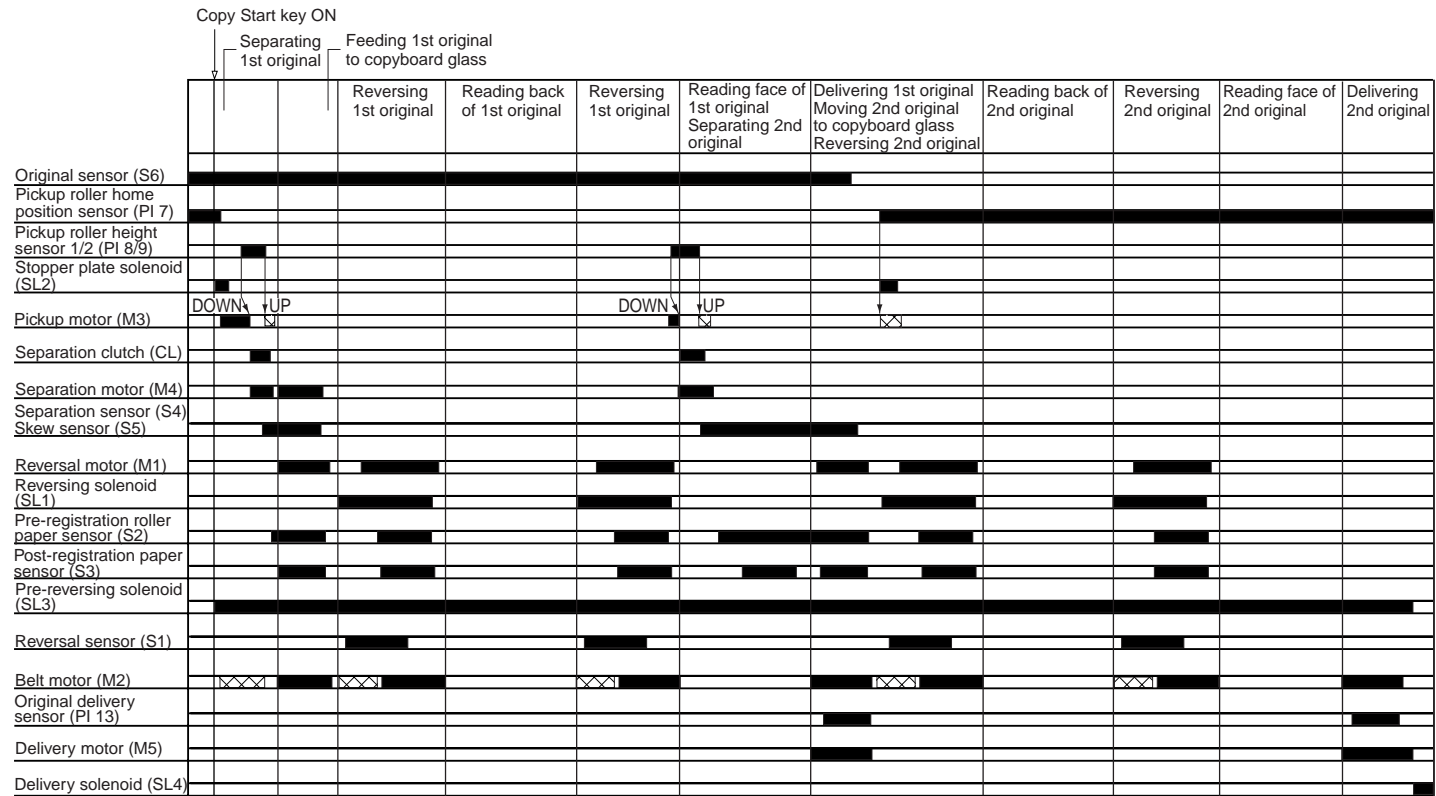 Copy Start key ON
Separating
1st original
Feeding 1st original
to copyboard glass
Reversing
1st original
Reading back
of 1st original
Reversing
1st original
Reading face of
1st original
Separating 2nd
original
Delivering 1st original
Moving 2nd original
to copyboard glass
Reversing 2nd original
Reading back of
2nd original
Reversing
2nd original
Reading face of
2nd original
Delivering
2nd original
Original sensor (S6)
Pickup roller home
position sensor (PI 7)
Pickup roller height
sensor 1/2 (PI 8/9)
Stopper plate solenoid
(SL2)
DOWN UP DOWN UP
Pickup motor (M3)
Separation clutch (CL)
Separation motor (M4)
Separation sensor (S4)
Skew sensor (S5)
Reversal motor (M1)
Reversing solenoid
(SL1)
Pre-registration roller
paper sensor (S2)
Post-registration paper
sensor (S3)
Pre-reversing solenoid
(SL3)
Reversal sensor (S1)
Belt motor (M2)
Original delivery
sensor (PI 13)
Delivery motor (M5)
Delivery solenoid (SL4)